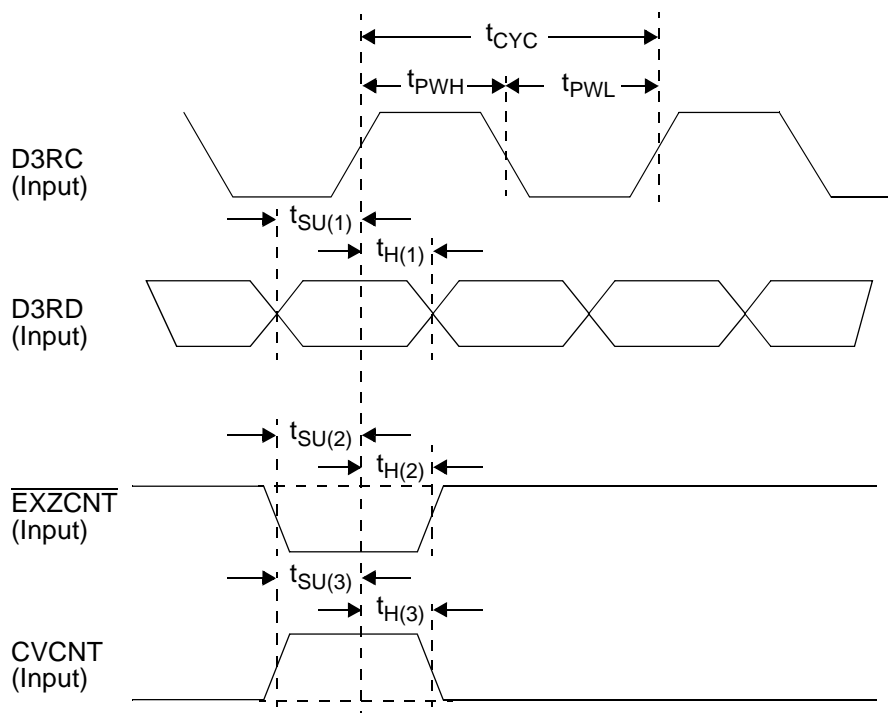 tCYC
tPWH
tPWL
D3RC
(Input)
tSU(1)
tH(1)
D3RD
(Input)
tSU(2)
tH(2)
EXZCNT
(Input)
tSU(3)
tH(3)
CVCNT
(Input)